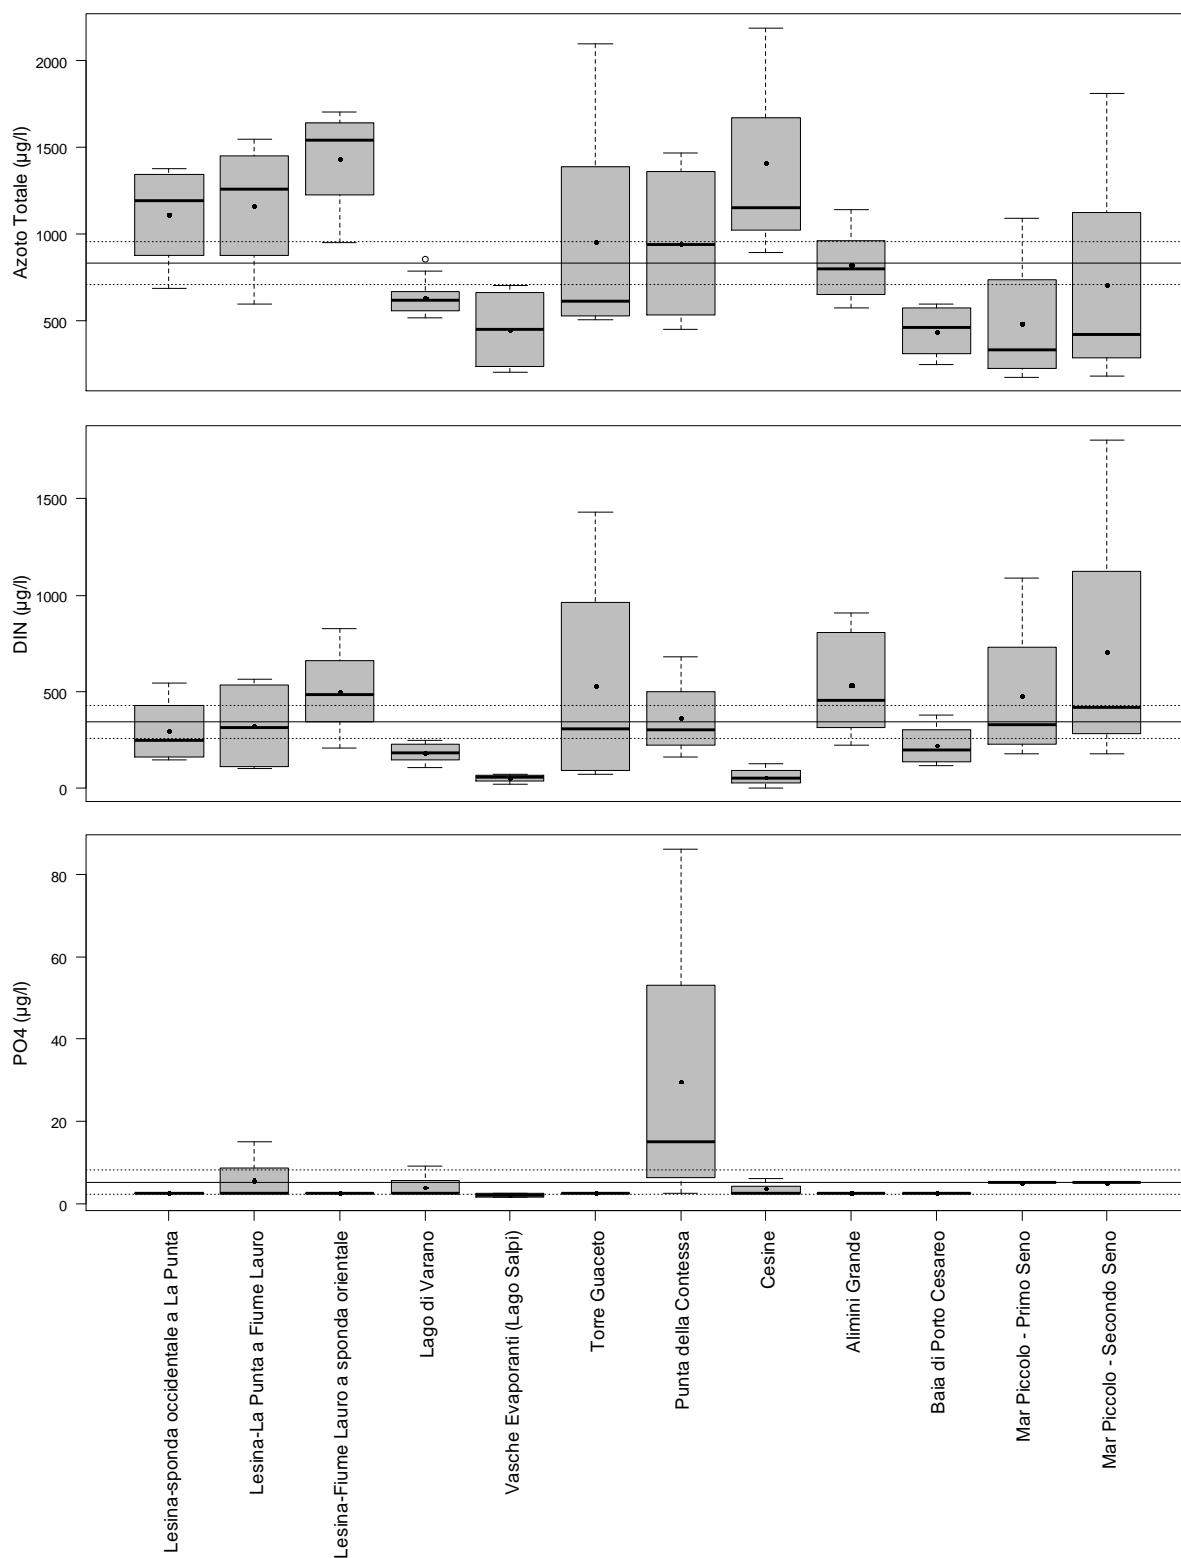 Azoto Totale (µg/l)
2000
1500
1000
500
DIN (µg/l)
1500
1000
500
0
PO4 (µg/l)
80
60
40
20
0
Lesina-sponda occidentale a La Punta
Lesina-La Punta a Fiume Lauro
Lesina-Fiume Lauro a sponda orientale
Lago di Varano
Vasche Evaporanti (Lago Salpi)
Torre Guaceto
Punta della Contessa
Cesine
Alimini Grande
Baia di Porto Cesareo
Mar Piccolo - Primo Seno
Mar Piccolo - Secondo Seno